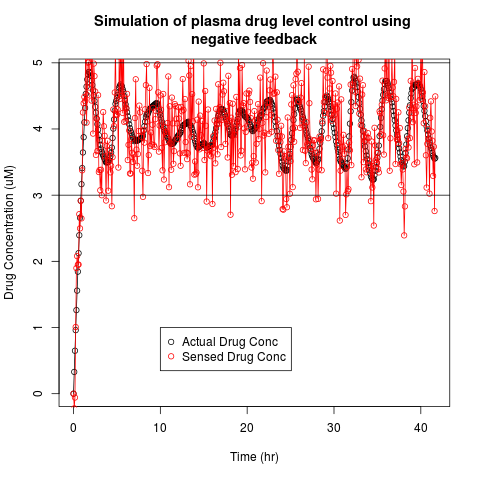 Simulation of plasma drug level control using
negative feedback
Drug Concentration (uM)
5
4
3
2
1
0
Actual Drug Conc
Sensed Drug Conc
0 10 20 30 40
Time (hr)